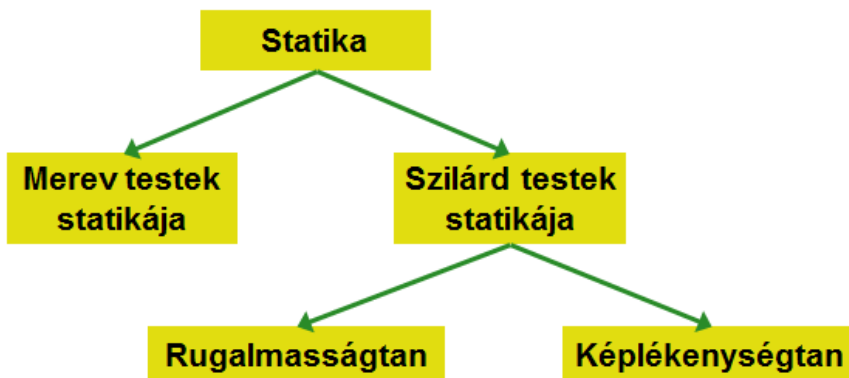 Statika
Merev testek
statikája
Szilárd testek
statikája
Rugalmasságtan
Képlékenységtan